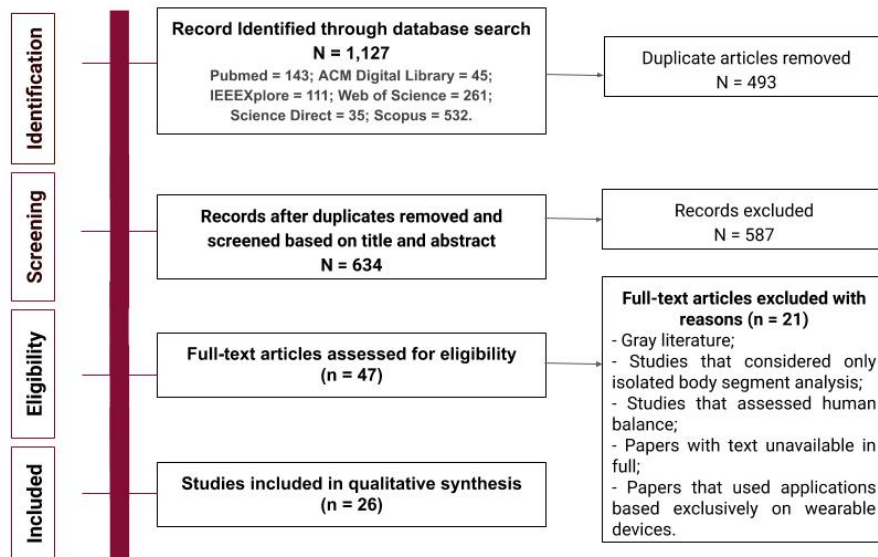 Identification
Record Identified through database search
N = 1,127
Pubmed = 143; ACM Digital Library = 45;
IEEEXplore = 111; Web of Science = 261;
Science Direct = 35; Scopus = 532.
Duplicate articles removed
N = 493
Screening
Records after duplicates removed and
screened based on title and abstract
N = 634
Records excluded
N = 587
Eligibility
Full-text articles assessed for eligibility
(n = 47)
Full-text articles excluded with
reasons (n = 21)
- Gray literature;
- Studies that considered only
isolated body segment analysis;
- Studies that assessed human
balance;
- Papers with text unavailable in
full;
- Papers that used applications
based exclusively on wearable
devices.
Included
Studies included in qualitative synthesis
(n = 26)